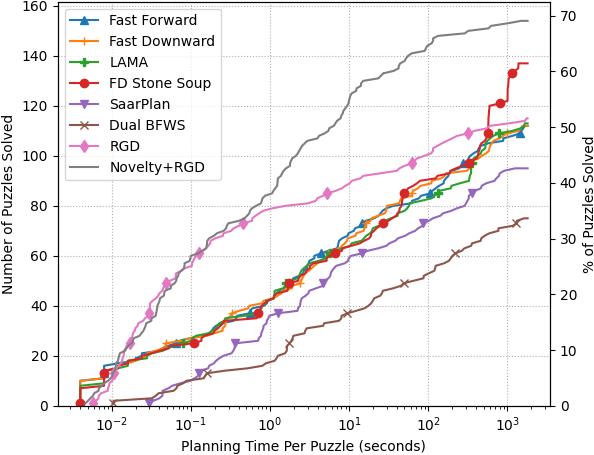 Fast Forward
Fast Downward
LAMA
FD Stone Soup
SaarPlan
Dual BFWS
RGD
Novelty+RGD
Number of Puzzles Solved
0
20
40
60
80
100
120
140
160
% of Puzzles Solved
0
10
20
30
40
50
60
70
10⁻² 10⁻¹ 10⁰ 10¹ 10² 10³
Planning Time Per Puzzle (seconds)